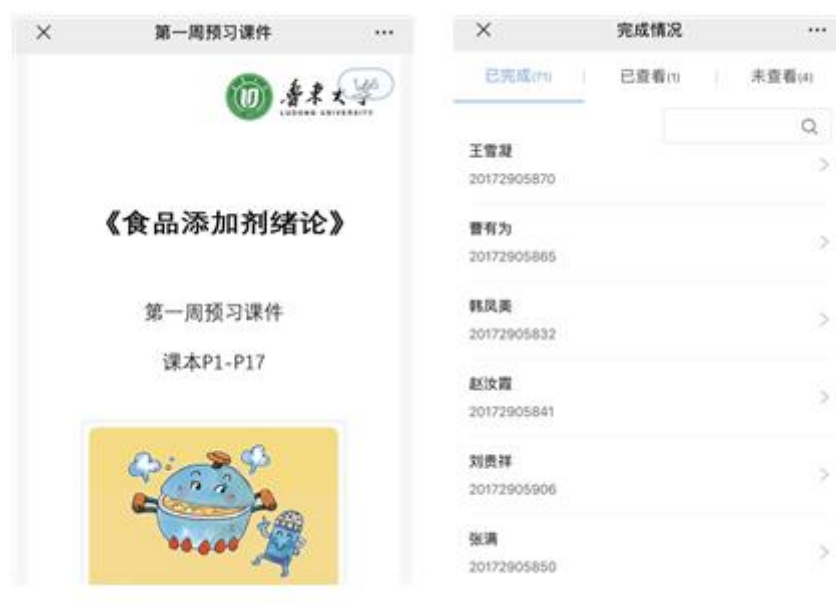 第一周预习课件
鲁东大学
LUDONG UNIVERSITY
《食品添加剂绪论》
第一周预习课件
课本P1-P17
完成情况
已完成(71)
已查看(1)
未查看(4)
王雪凝
20172905870
曹有为
20172905865
韩凤美
20172905832
赵汝霞
20172905841
刘贵祥
20172905906
张满
20172905850